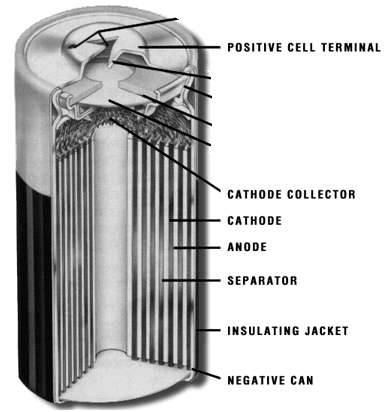 POSITIVE CELL TERMINAL
CATHODE COLLECTOR
CATHODE
ANODE
SEPARATOR
INSULATING JACKET
NEGATIVE CAN